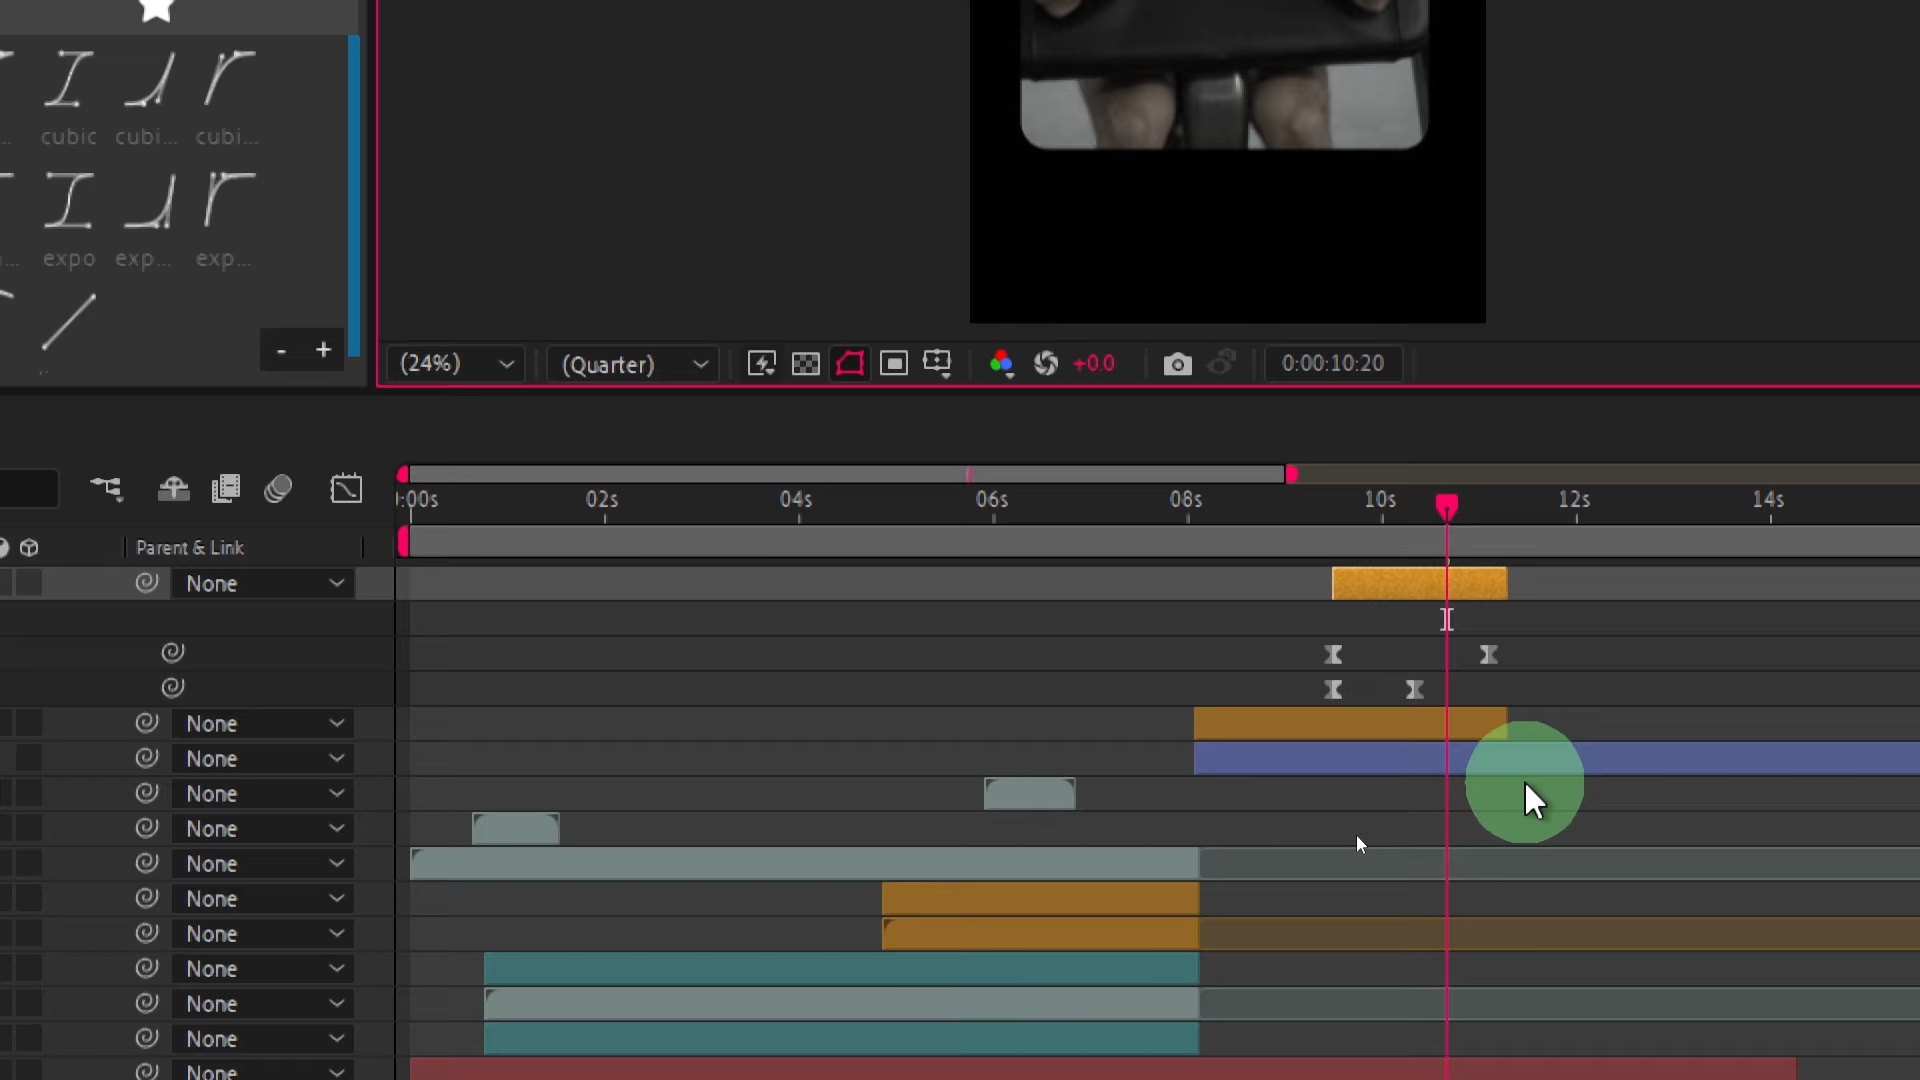 cubic cubi... cubi...
expo exp... exp...
- +
(24%) (Quarter) +0.0 0:00:10:20
:00s 02s 04s 06s 08s 10s 12s 14s
Parent & Link
None
None
None
None
None
None
None
None
None
None
None
None